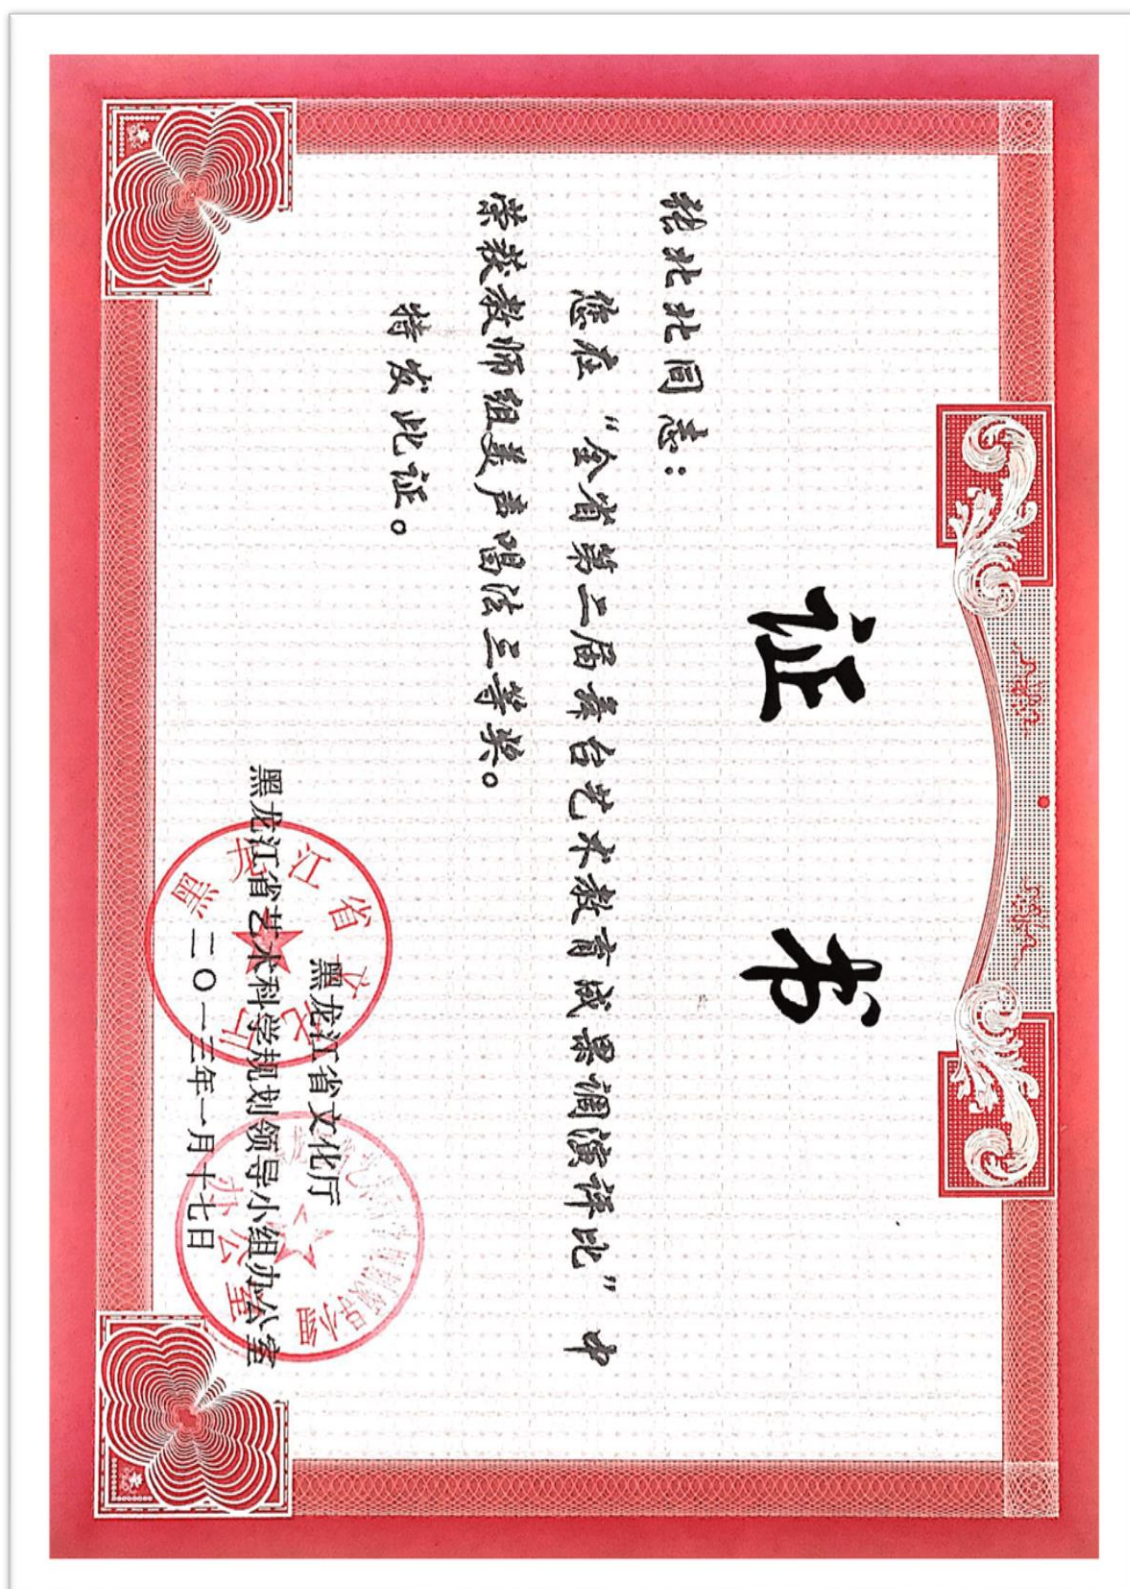 证 书
张北北同志：
您在“全省第二届舞台艺术教育成果调演评比”中
荣获教师组美声唱法三等奖。
特发此证。
黑龙江省文化厅
黑龙江省艺术科学规划领导小组办公室
二〇一三年一月十七日